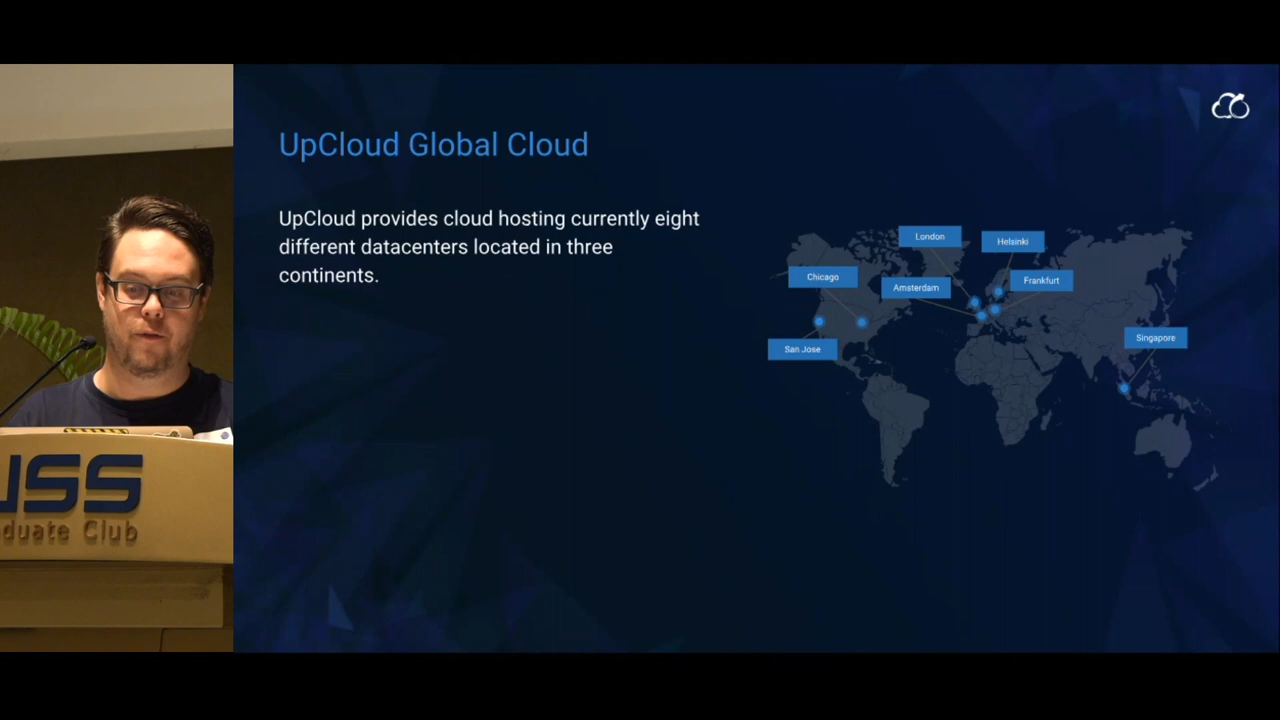 UpCloud Global Cloud
UpCloud provides cloud hosting currently eight
different datacenters located in three
continents.
London
Helsinki
Chicago
Amsterdam
Frankfurt
Singapore
San Jose
USS
duate Club